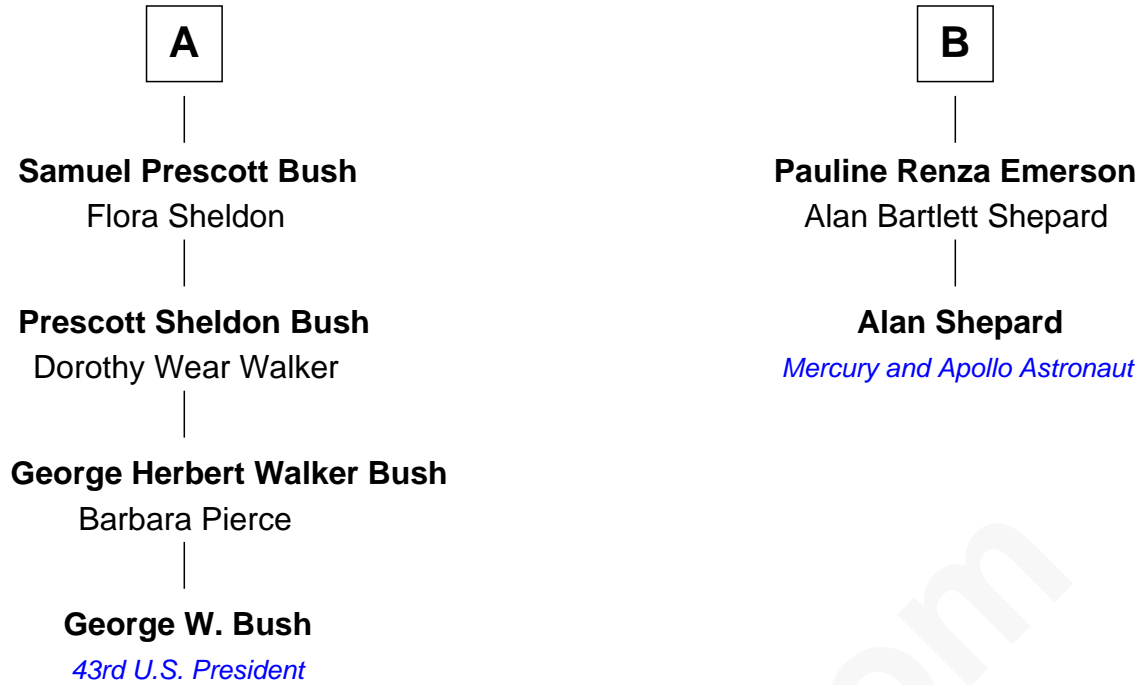 A
Samuel Prescott Bush
Flora Sheldon
Prescott Sheldon Bush
Dorothy Wear Walker
George Herbert Walker Bush
Barbara Pierce
George W. Bush
43rd U.S. President
B
Pauline Renza Emerson
Alan Bartlett Shepard
Alan Shepard
Mercury and Apollo Astronaut
om